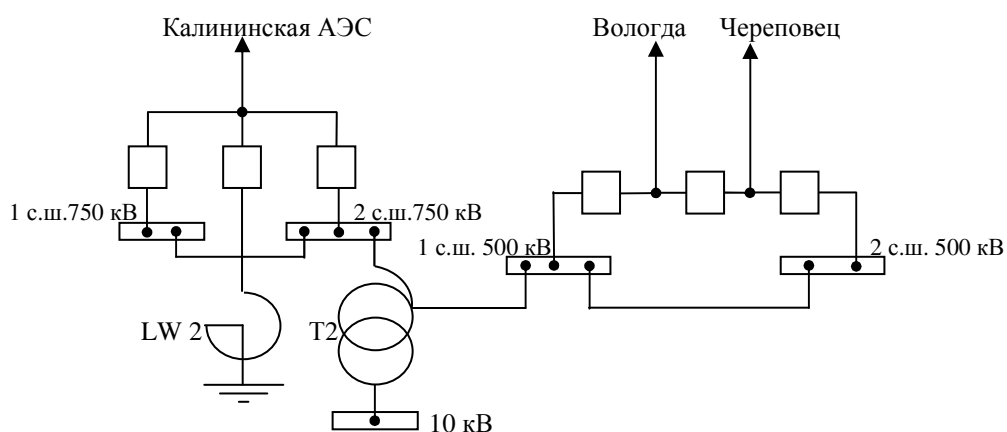 Калининская АЭС
Вологда
Череповец
1 с.ш.750 кВ
2 с.ш.750 кВ
1 с.ш. 500 кВ
2 с.ш. 500 кВ
LW 2
T2
10 кВ